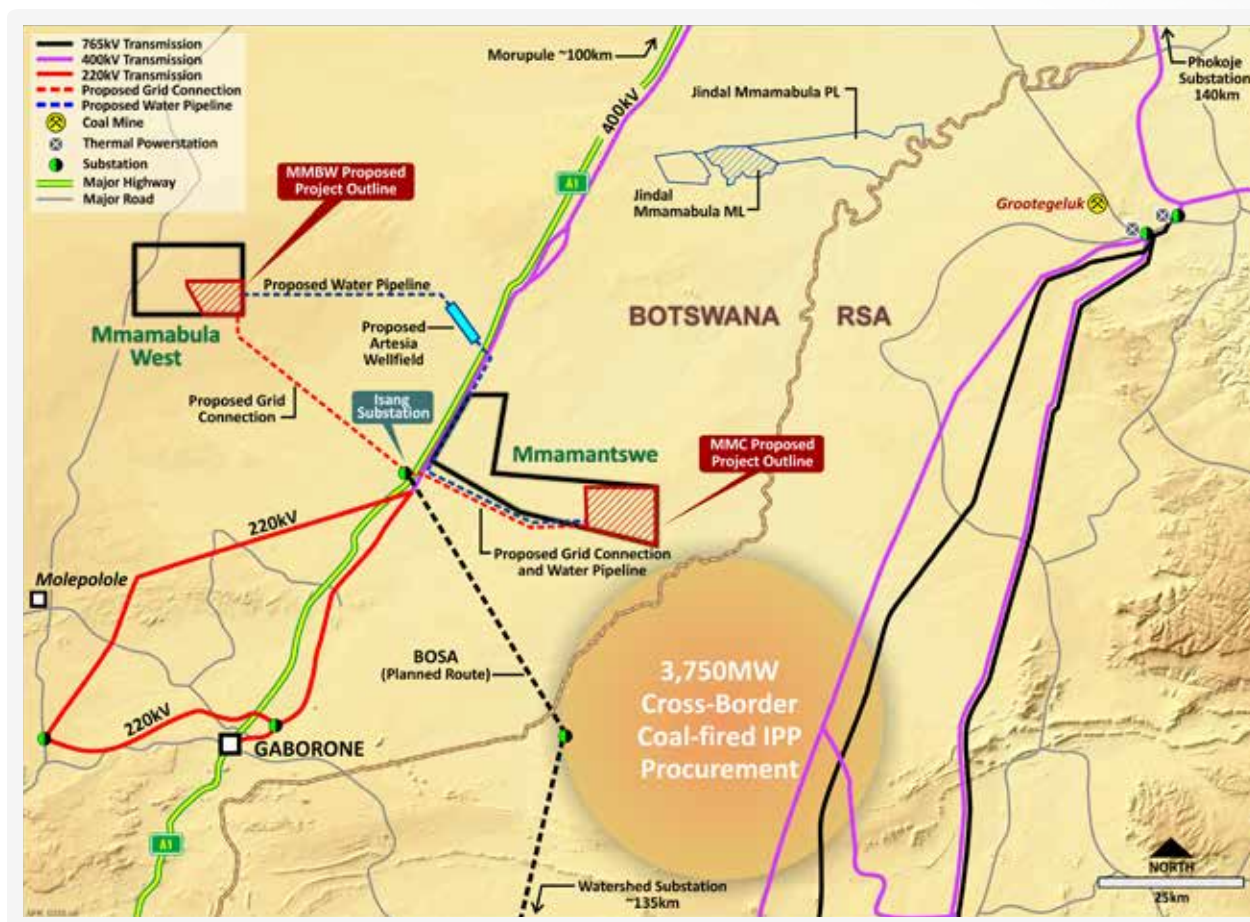 765kV Transmission
400kV Transmission
220kV Transmission
Proposed Grid Connection
Proposed Water Pipeline
Coal Mine
Thermal Powerstation
Substation
Major Highway
Major Road
Morupule ~100km
400kV
A1
Phokoje
Substation
140km
Jindal Mmamabula PL
Jindal
Mmamabula ML
Grootegeluk
MMBW Proposed
Project Outline
Proposed Water Pipeline
Mmamabula
West
Proposed
Artesia
Wellfield
BOTSWANA
RSA
Proposed Grid
Connection
Isang
Substation
Mmamantswe
MMC Proposed
Project Outline
Proposed Grid Connection
and Water Pipeline
220kV
Molepolole
BOSA
(Planned Route)
3,750MW
Cross-Border
Coal-fired IPP
Procurement
220kV
GABORONE
A1
Watershed Substation
~135km
NORTH
25km